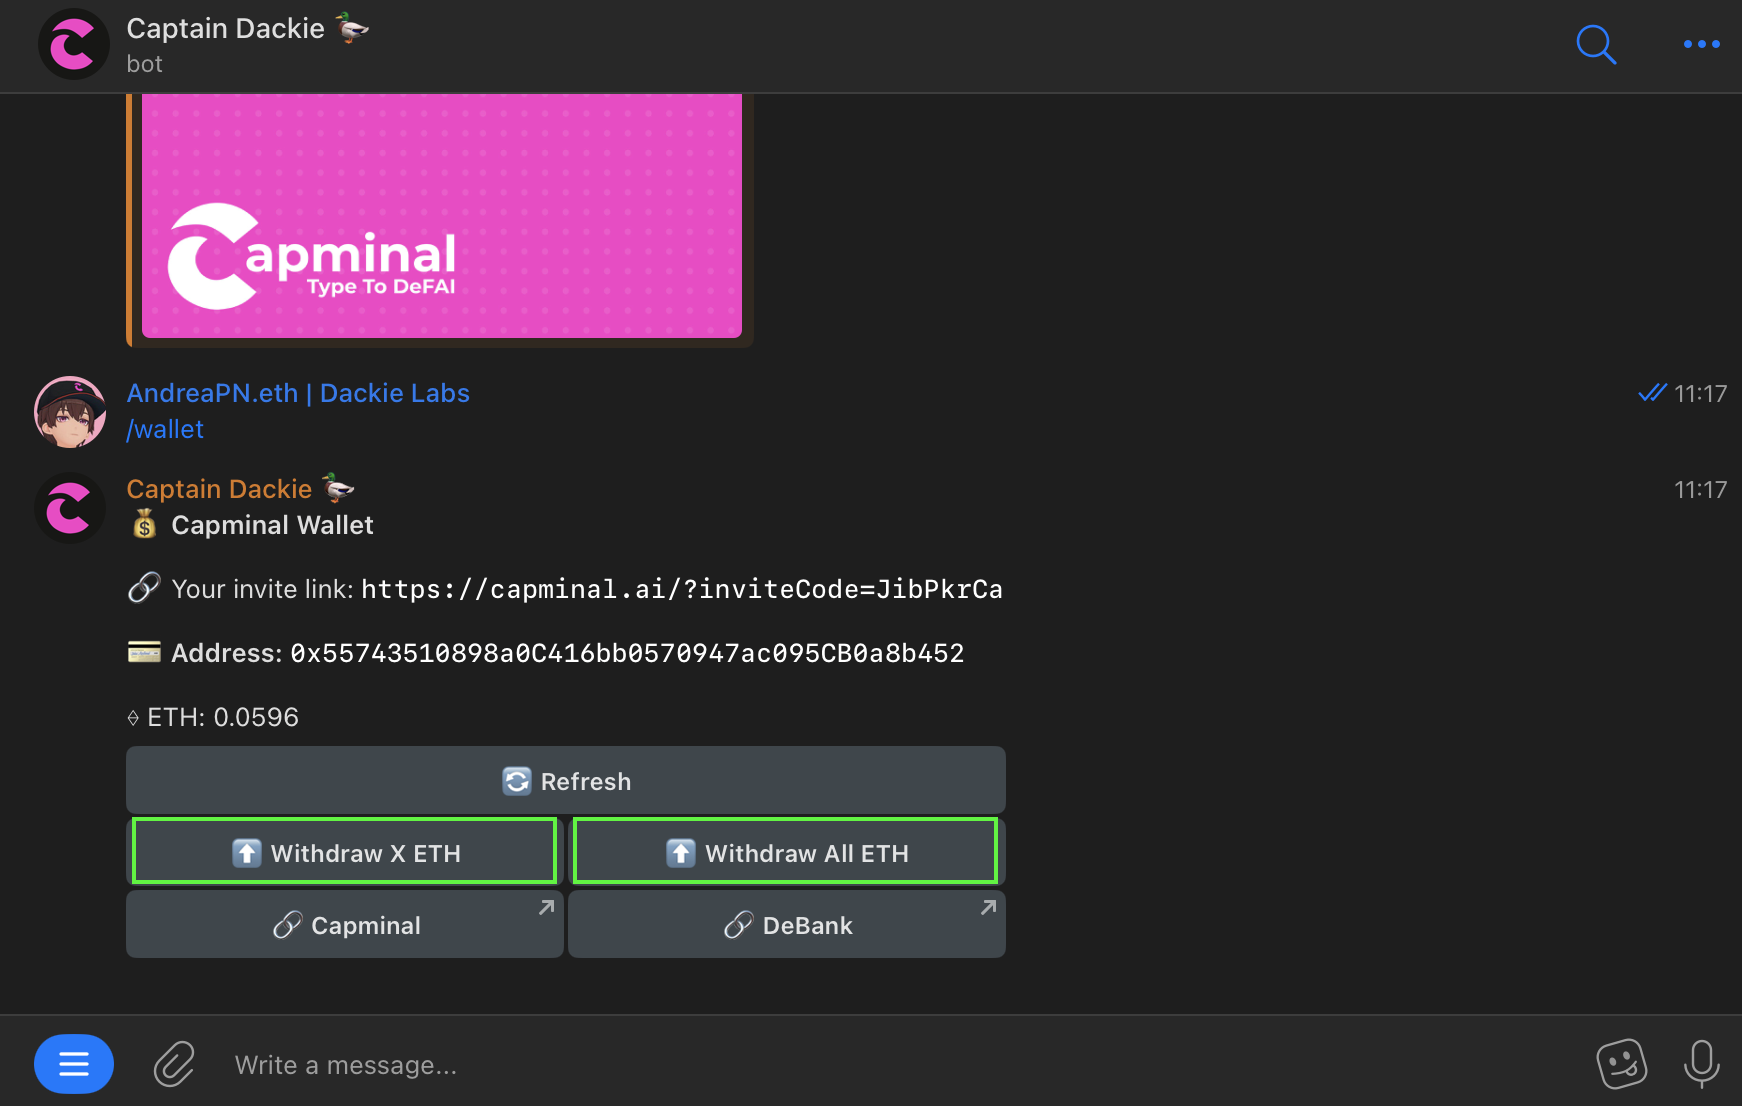 Captain Dackie 🦆
bot
Capminal
Type To DeFAI
AndreaPN.eth | Dackie Labs
11:17
/wallet
Captain Dackie 🦆
11:17
💰 Capminal Wallet
🔗 Your invite link: https://capminal.ai/?inviteCode=JibPkrCa
💳 Address: 0x55743510898a0C416bb0570947ac095CB0a8b452
ETH: 0.0596
🔄 Refresh
⬆️ Withdraw X ETH
⬆️ Withdraw All ETH
🔗 Capminal
🔗 DeBank
Write a message...